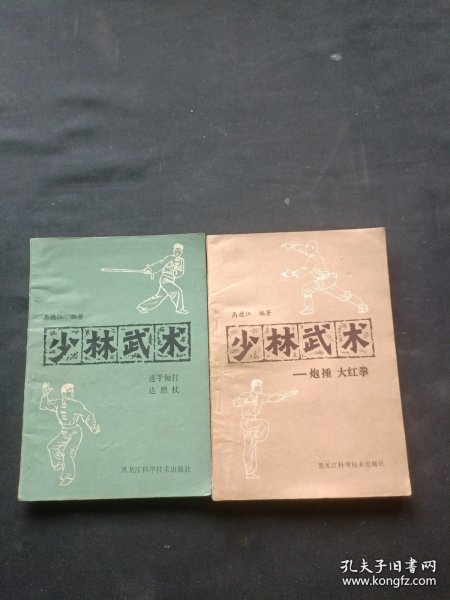 高德江 编著
少林武术
连手短打
达磨杖
黑龙江科学技术出版社
高德江 编著
少林武术
—炮捶 大红拳
黑龙江科学技术出版社
孔夫子旧书网
www.kongfz.com